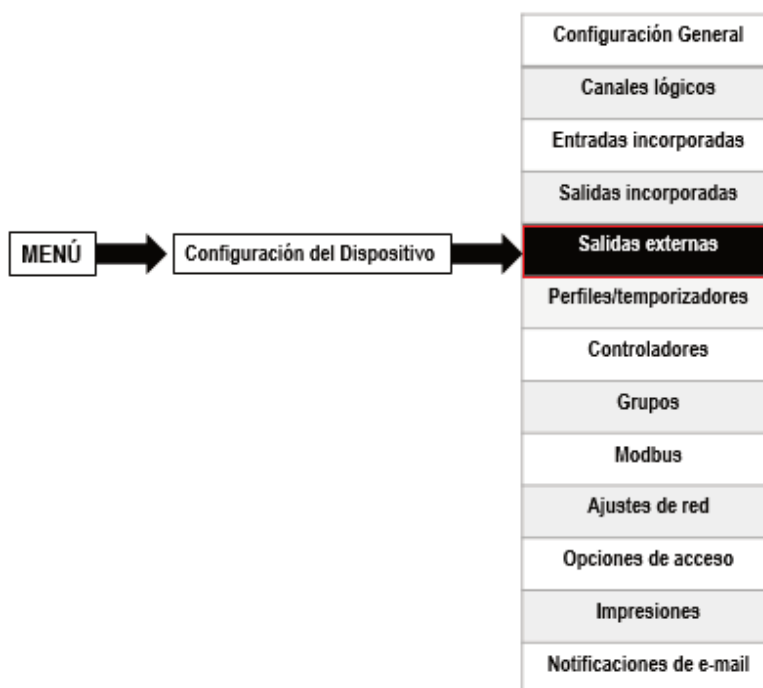 Configuración General
Canales lógicos
Entradas incorporadas
Salidas incorporadas
MENÚ
Configuración del Dispositivo
Salidas externas
Perfiles/temporizadores
Controladores
Grupos
Modbus
Ajustes de red
Opciones de acceso
Impresiones
Notificaciones de e-mail